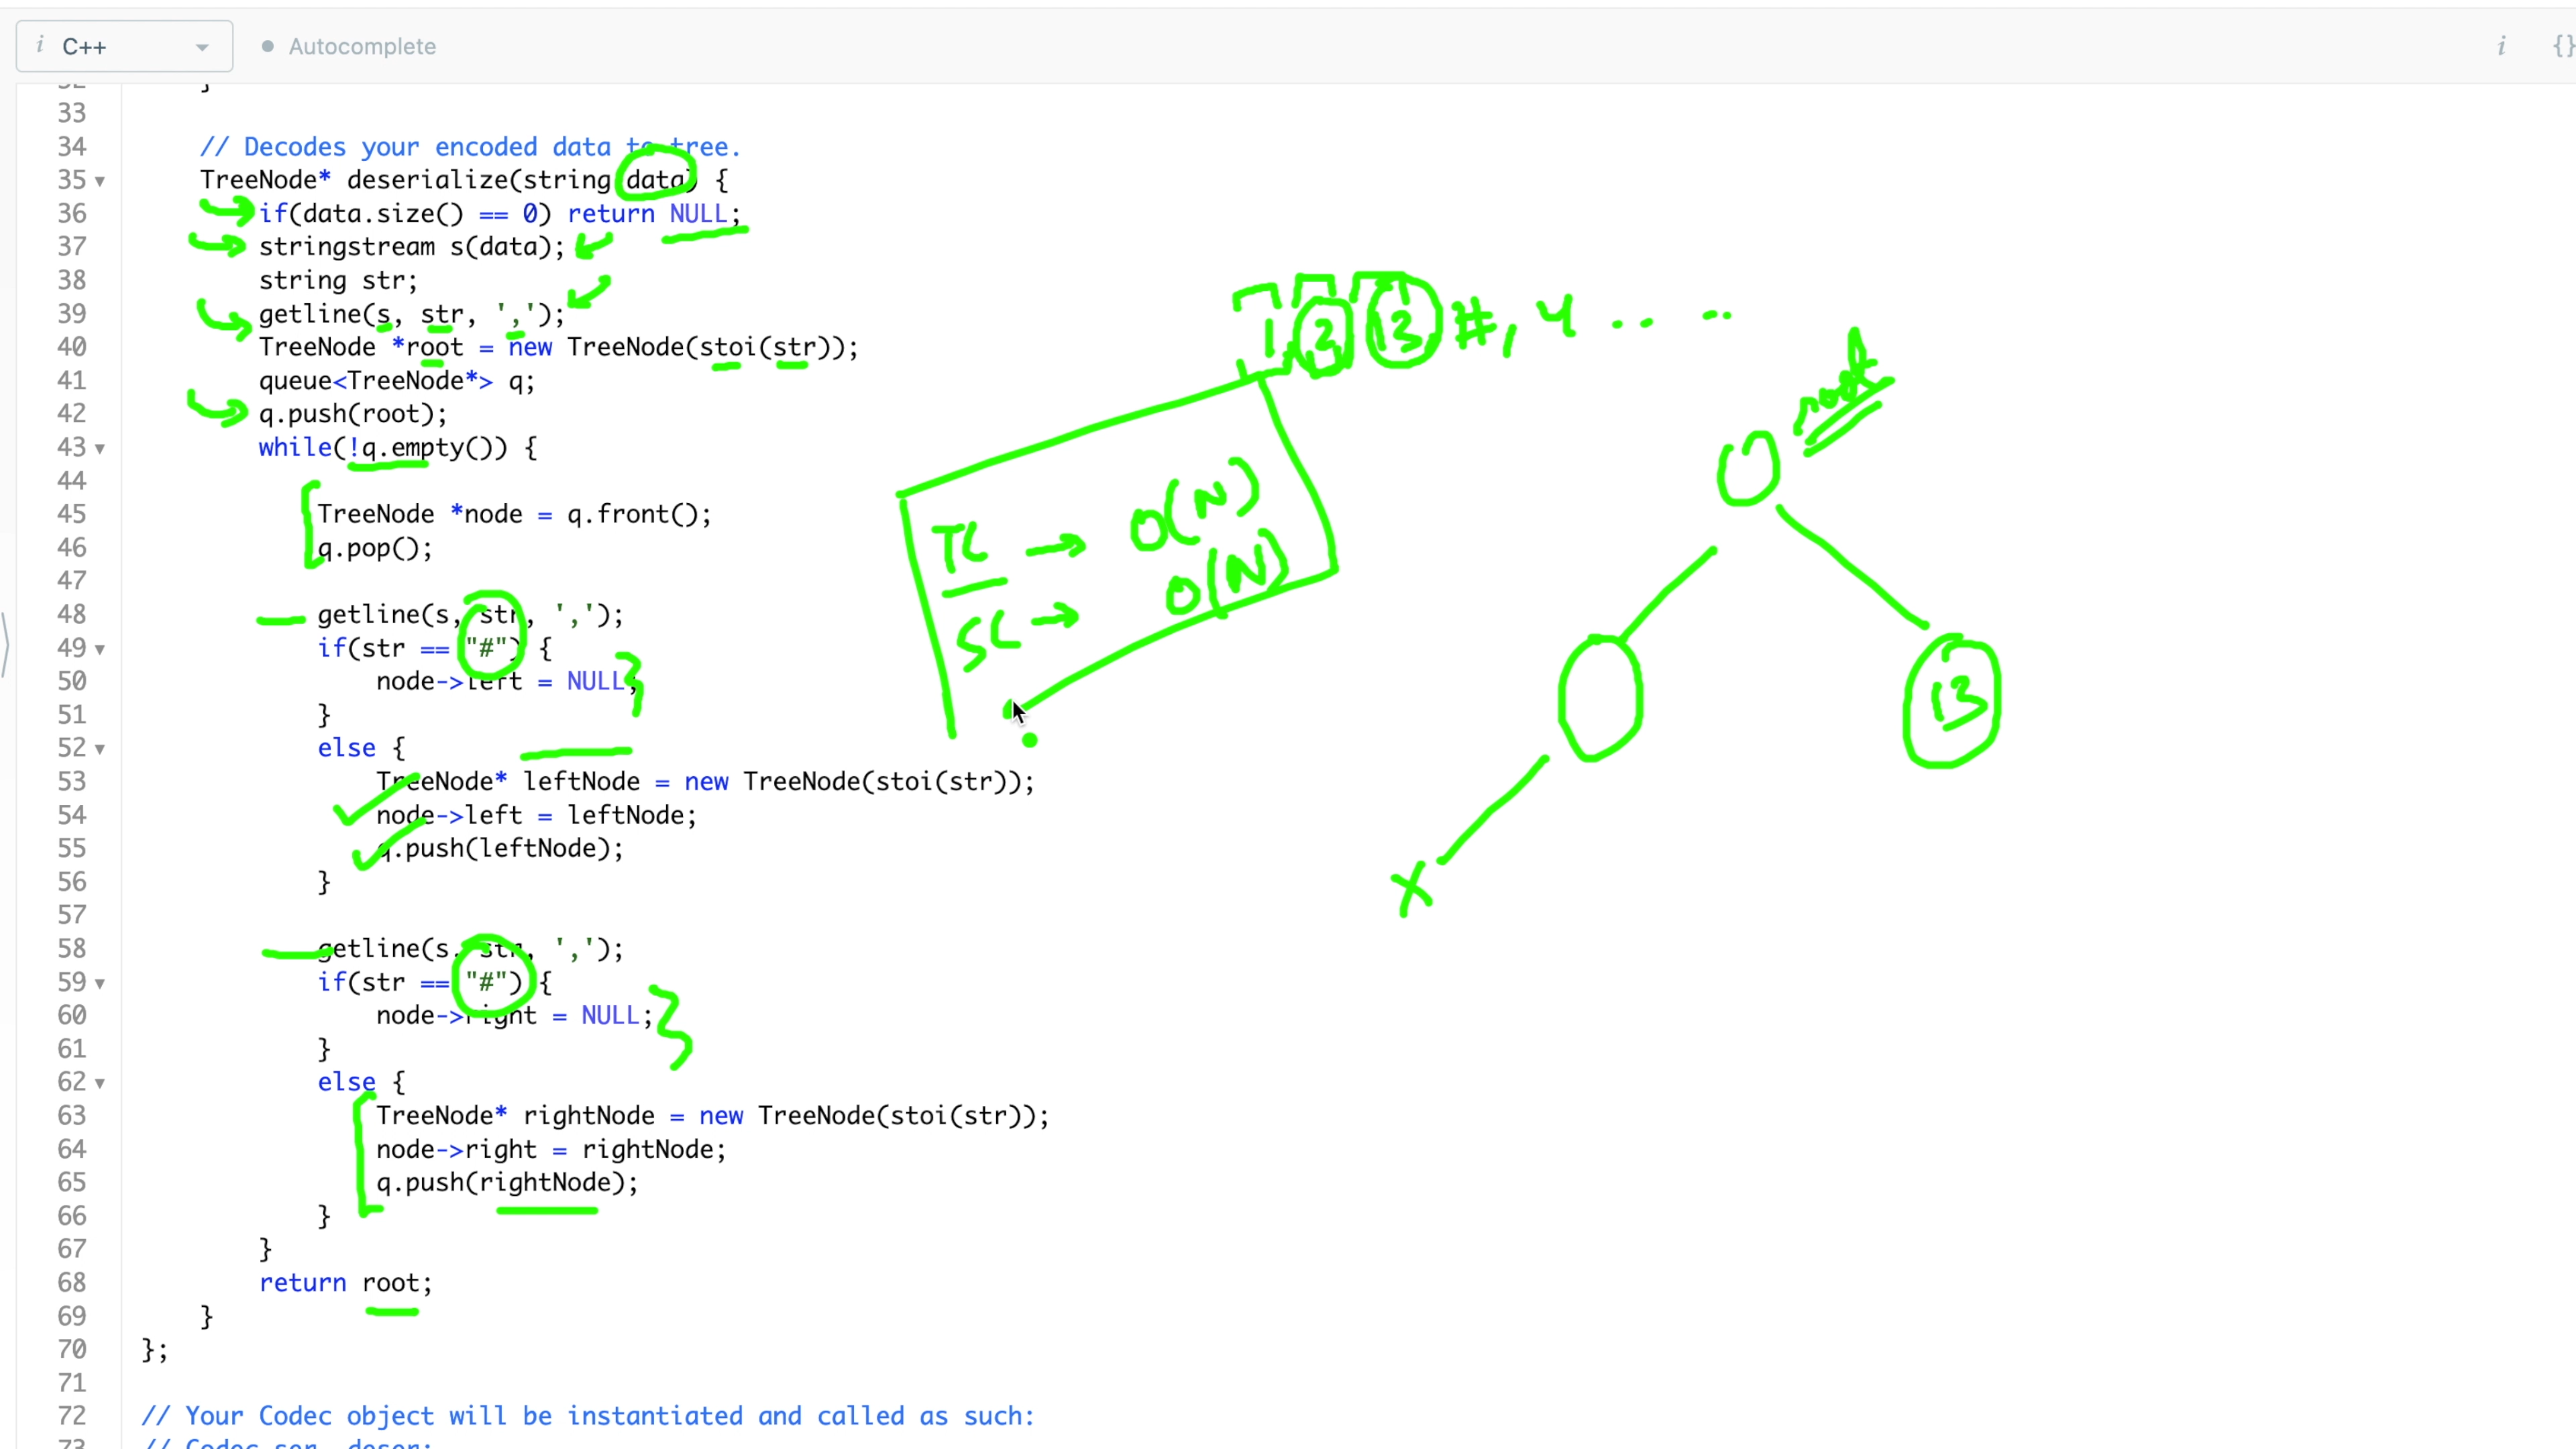 i C++ Autocomplete i {}
32 }
33
34 // Decodes your encoded data to tree.
35 TreeNode* deserialize(string data) {
36 if(data.size() == 0) return NULL;
37 stringstream s(data);
38 string str;
39 getline(s, str, ',');
40 TreeNode *root = new TreeNode(stoi(str));
41 queue<TreeNode*> q;
42 q.push(root);
43 while(!q.empty()) {
44
45 TreeNode *node = q.front();
46 q.pop();
47
48 getline(s, str, ',');
49 if(str == "#") {
50 node->left = NULL;
51 }
52 else {
53 TreeNode* leftNode = new TreeNode(stoi(str));
54 node->left = leftNode;
55 q.push(leftNode);
56 }
57
58 getline(s, str, ',');
59 if(str == "#") {
60 node->right = NULL;
61 }
62 else {
63 TreeNode* rightNode = new TreeNode(stoi(str));
64 node->right = rightNode;
65 q.push(rightNode);
66 }
67 }
68 return root;
69 }
70 };
71
72 // Your Codec object will be instantiated and called as such:
73 // Codec ser, deser;
1 2 13 #, 4 .. ..
root
TC → O(N)
SC → O(N)
13
X